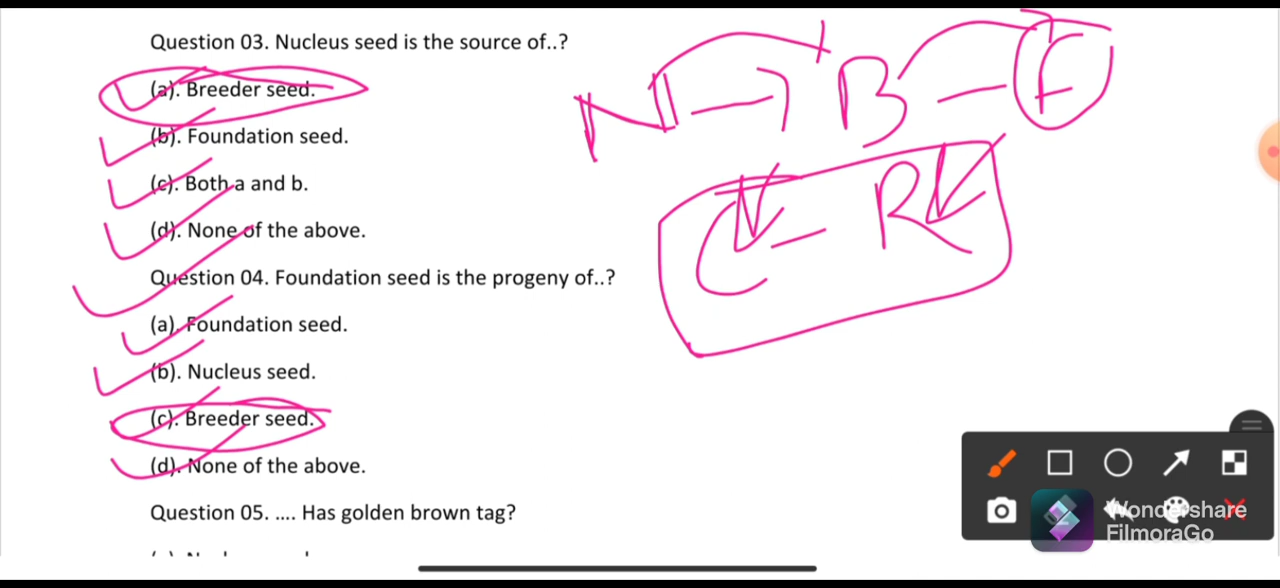 Question 03. Nucleus seed is the source of..?
(a). Breeder seed.
(b). Foundation seed.
(c). Both a and b.
(d). None of the above.
Question 04. Foundation seed is the progeny of..?
(a). Foundation seed.
(b). Nucleus seed.
(c). Breeder seed.
(d). None of the above.
Question 05. .... Has golden brown tag?
N → B — F
C — R
Wondershare
FilmoraGo